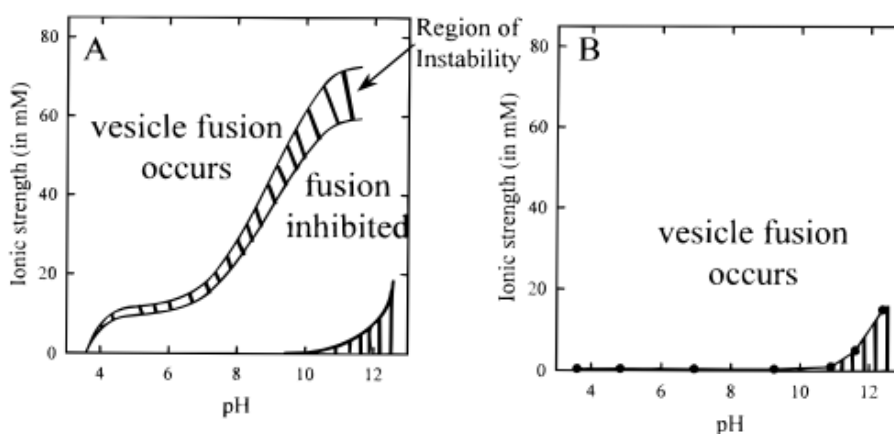 A
Region of
Instability
vesicle fusion
occurs
fusion
inhibited
Ionic strength (in mM)
80
60
40
20
0
4
6
8
10
12
pH
B
vesicle fusion
occurs
Ionic strength (in mM)
80
60
40
20
0
4
6
8
10
12
pH